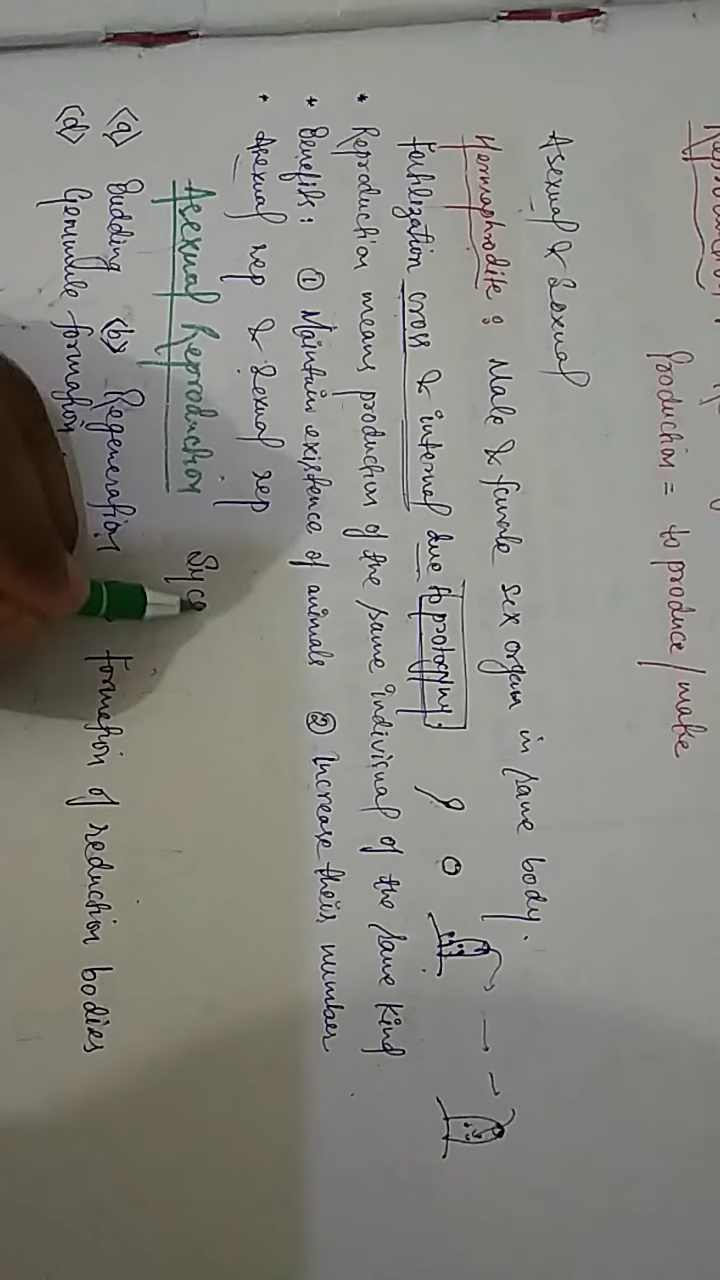 Production = to produce/make
Asexual & Sexual
Hermaphrodite : Male & female sex organ in same body.
Fertilization cross & internal due to protogyny.
* Reproduction means production of the same individual of the same kind.
* Benefits : ① Maintain existence of animals ② Increase their number
* Asexual rep & Sexual rep
Asexual Reproduction Syco
(a) Budding (b) Regeneration formation of reduction bodies
(d) Gemmule formation